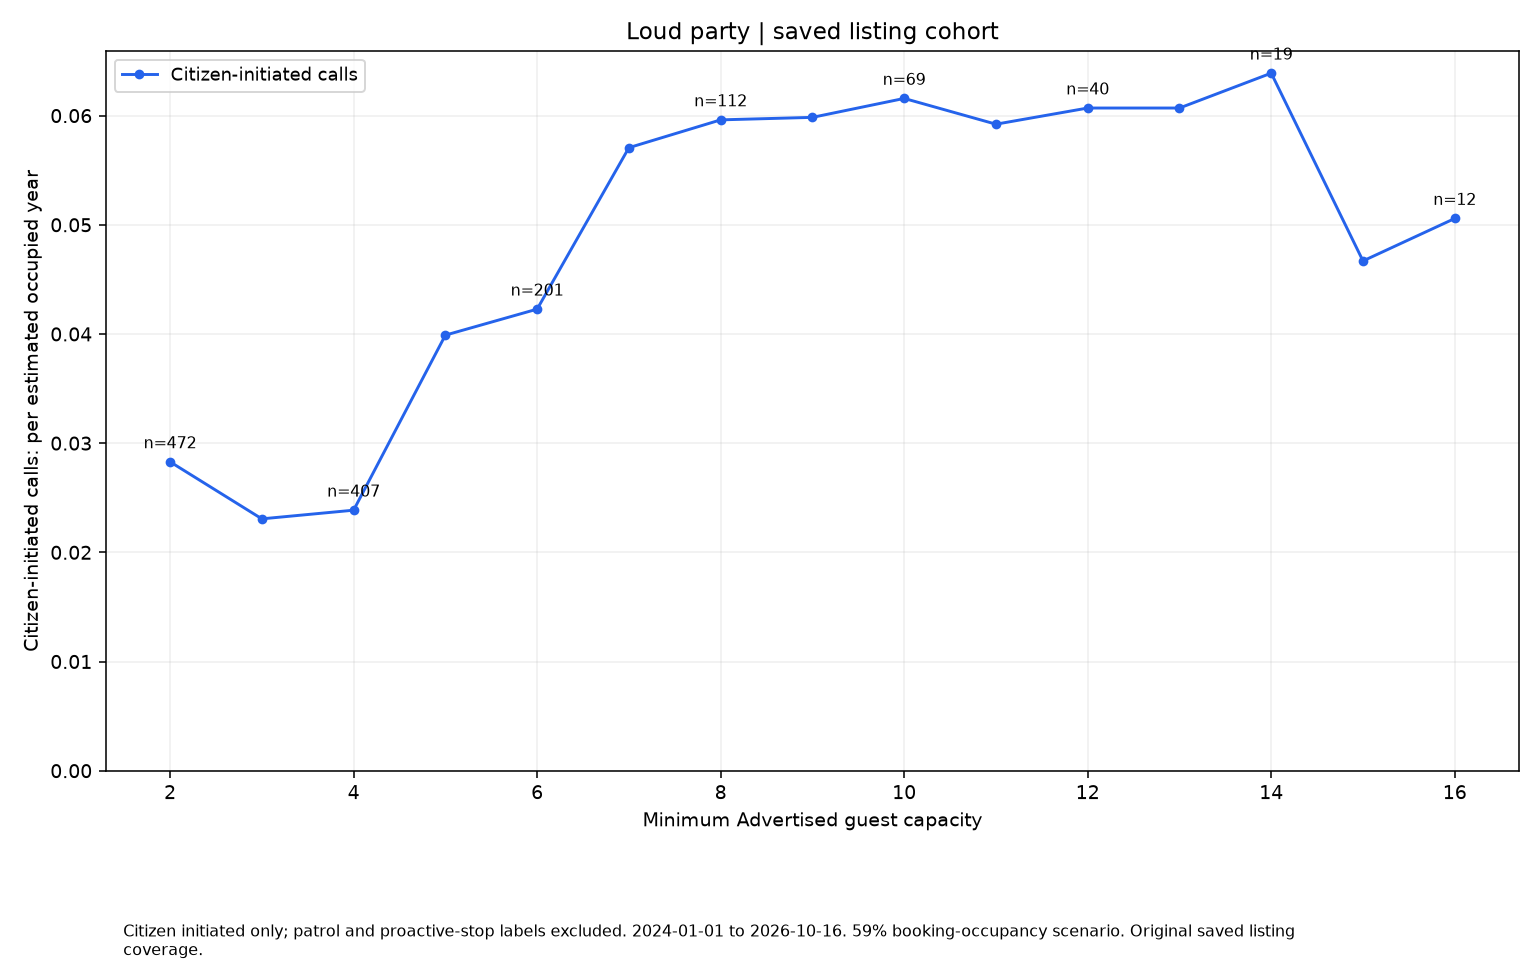 Loud party | saved listing cohort
Citizen-initiated calls
n=472
n=407
n=201
n=112
n=69
n=40
n=19
n=12
Citizen-initiated calls: per estimated occupied year
0.06
0.05
0.04
0.03
0.02
0.01
0.00
2 4 6 8 10 12 14 16
Minimum Advertised guest capacity
Citizen initiated only; patrol and proactive-stop labels excluded. 2024-01-01 to 2026-10-16. 59% booking-occupancy scenario. Original saved listing
coverage.